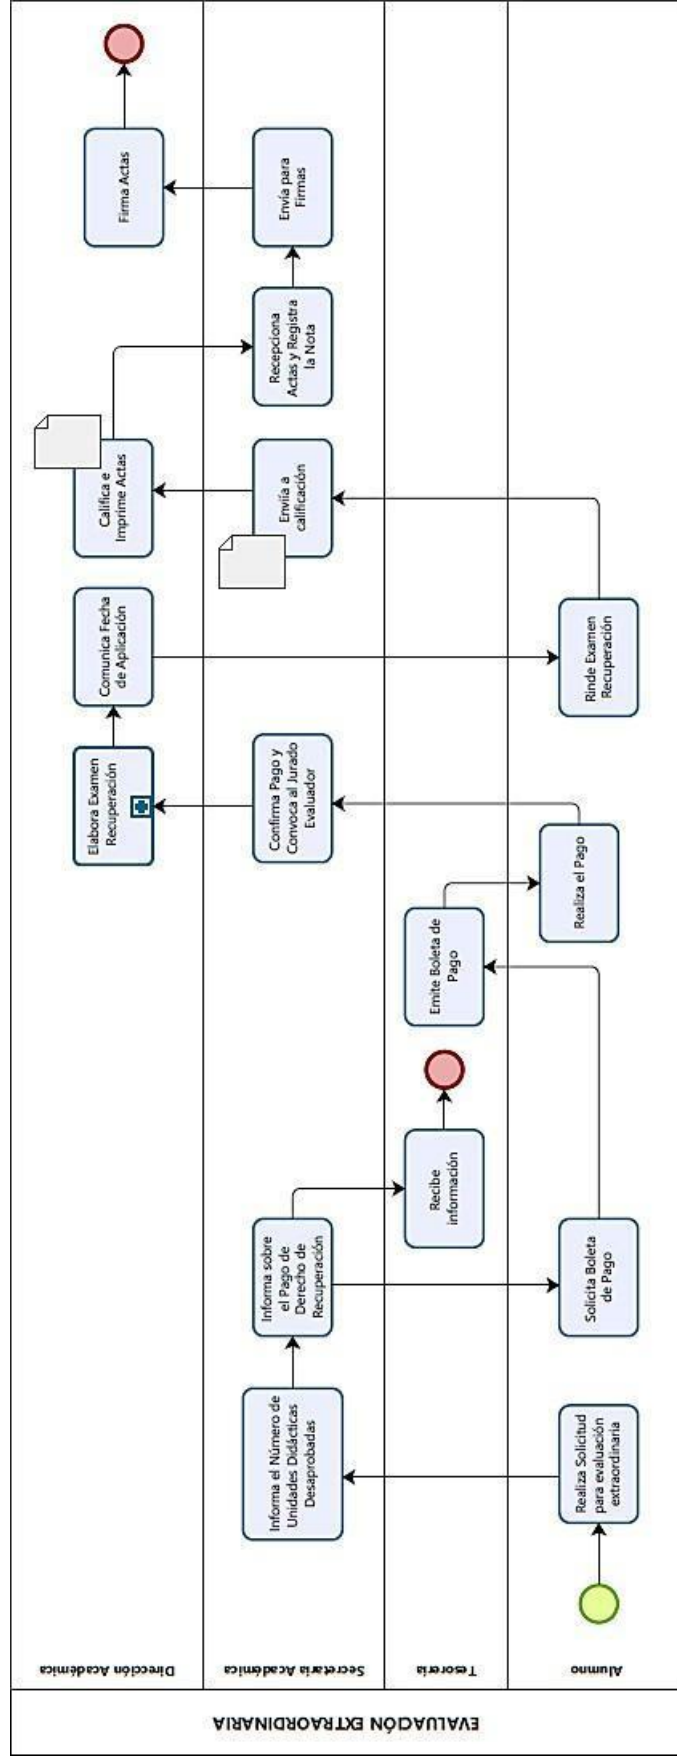 EVALUACIÓN EXTRAORDINARIA
Dirección Académica
Elabora Examen
Recuperación
Comunica Fecha
de Aplicación
Califica e
Imprime Actas
Firma Actas
Secretaria Académica
Informa el Número de
Unidades Didácticas
Desaprobadas
Informa sobre
el Pago de
Derecho de
Recuperación
Confirma Pago y
Convoca al Jurado
Evaluador
Enviía a
calificación
Recepciona
Actas y Registra
la Nota
Envía para
Firmas
Tesoreria
Recibe
información
Emite Boleta de
Pago
Alumno
Realiza Solicitud
para evaluación
extraordinaria
Solicita Boleta
de Pago
Realiza el Pago
Rinde Examen
Recuperación